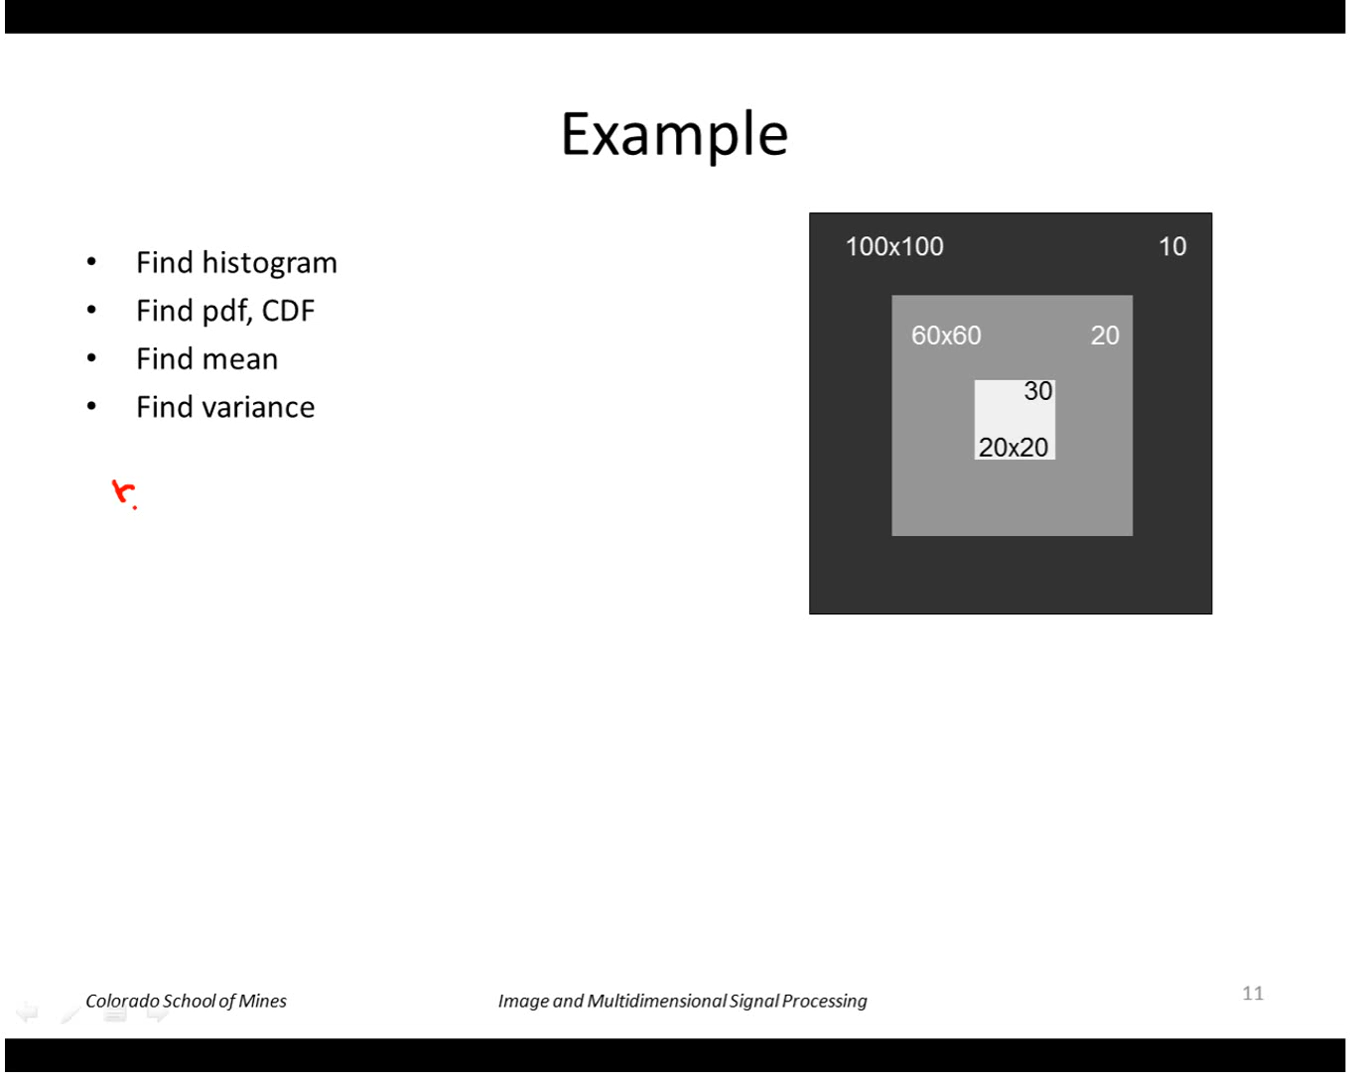 Example
• Find histogram
• Find pdf, CDF
• Find mean
• Find variance
r
100x100 10
60x60 20
30
20x20
Colorado School of Mines Image and Multidimensional Signal Processing 11